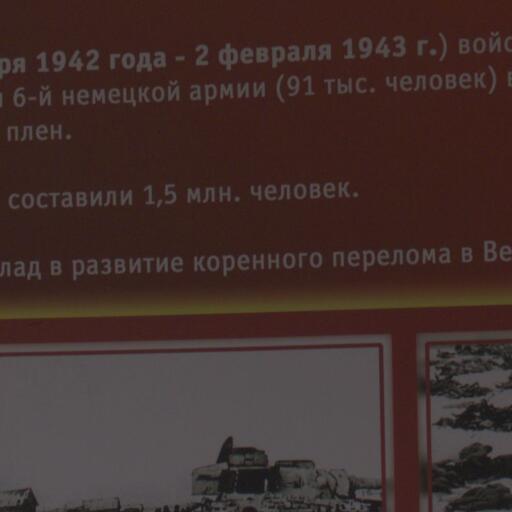 ря 1942 года - 2 февраля 1943 г.) войс
6-й немецкой армии (91 тыс. человек)
плен.
составили 1,5 млн. человек.
лад в развитие коренного перелома в Ве